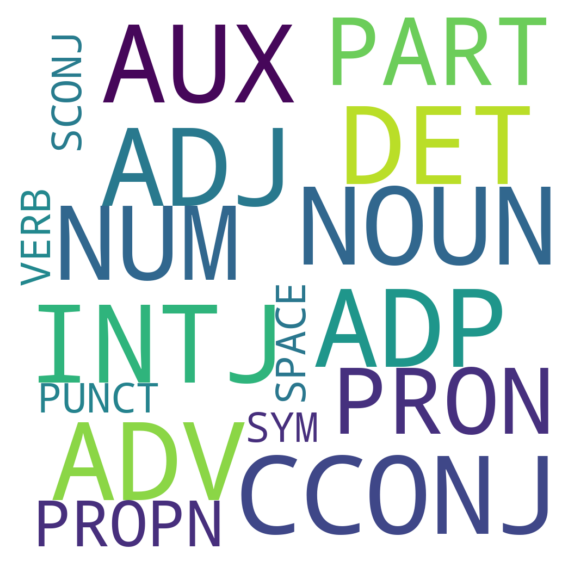 SCONJ
AUX
PART
DET
ADJ
VERB
NUM
NOUN
INTJ
SPACE
ADP
PUNCT
PRON
SYM
ADV
CCONJ
PROPN